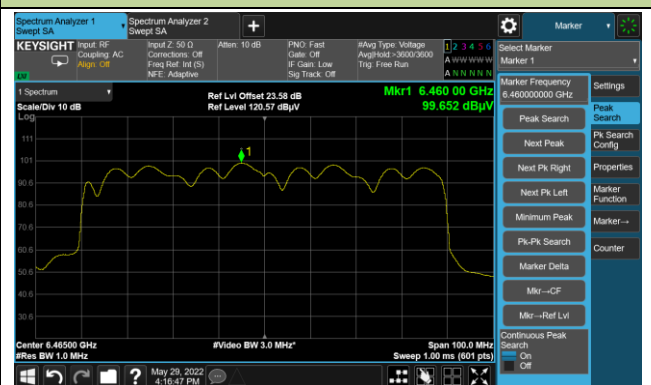 Spectrum Analyzer 1
Swept SA
Spectrum Analyzer 2
Swept SA
Marker
KEYSIGHT
Input: RF
Coupling: AC
Align: Off
Input Z: 50 Ω
Corrections: Off
Freq Ref: Int (S)
NFE: Adaptive
Atten: 10 dB
PNO: Fast
Gate: Off
IF Gain: Low
Sig Track: Off
#Avg Type: Voltage
Avg|Hold:>3600/3600
Trig: Free Run
1 2 3 4 5 6
A W W W W W
A N N N N N
LXI
Select Marker
Marker 1
1 Spectrum
Scale/Div 10 dB
Log
Ref Lvl Offset 23.58 dB
Ref Level 120.57 dBµV
Mkr1 6.460 00 GHz
99.652 dBµV
111
101
90.6
80.6
70.6
60.6
50.6
40.6
30.6
1
Center 6.46500 GHz
#Res BW 1.0 MHz
#Video BW 3.0 MHz*
Span 100.0 MHz
Sweep 1.00 ms (601 pts)
Marker Frequency
6.460000000 GHz
Peak Search
Next Peak
Next Pk Right
Next Pk Left
Minimum Peak
Pk-Pk Search
Marker Delta
Mkr→CF
Mkr→Ref Lvl
Continuous Peak
Search
On
Off
Settings
Peak
Search
Pk Search
Config
Properties
Marker
Function
Marker→
Counter
May 29, 2022
4:16:47 PM